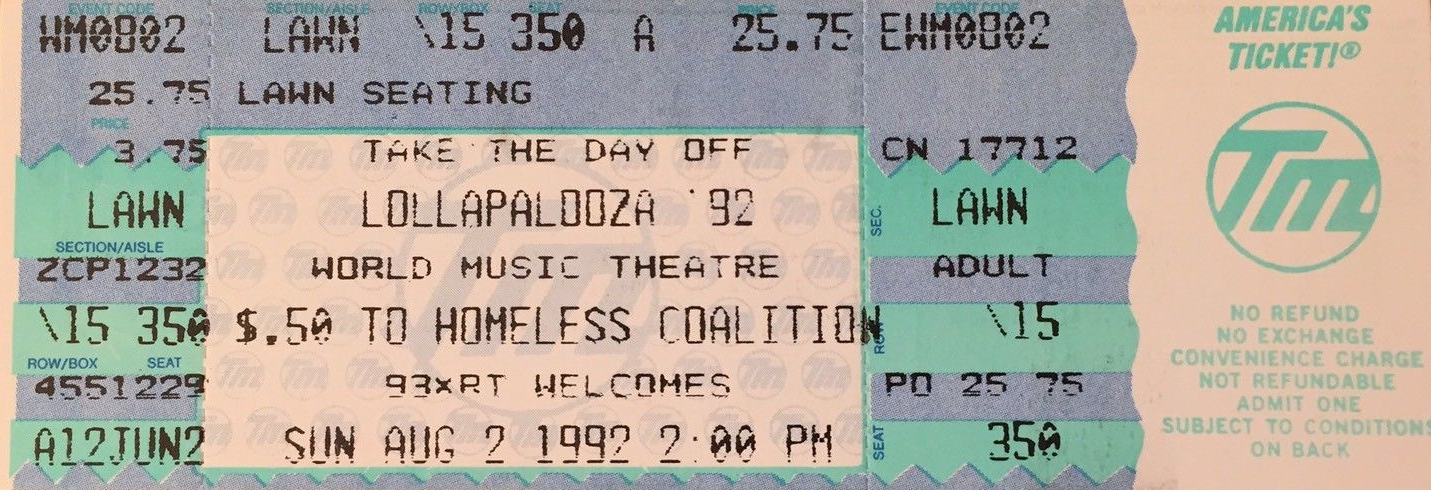 EVENT CODE SECTION/AISLE ROW/BOX SEAT PRICE EVENT CODE
WM0802 LAWN \15 350 A 25.75 EWM0802
25.75 LAWN SEATING
PRICE
3.75 TAKE THE DAY OFF CN 17712
LAWN LOLLAPALOOZA '92 SEC. LAWN
SECTION/AISLE
ZCP1232 WORLD MUSIC THEATRE ADULT
\15 350 $.50 TO HOMELESS COALITION ROW \15
ROW/BOX SEAT
4551229 93XRT WELCOMES PO 25 75
A12JUN2 SUN AUG 2 1992 2:00 PM SEAT 350
AMERICA'S
TICKET!®
Tm
NO REFUND
NO EXCHANGE
CONVENIENCE CHARGE
NOT REFUNDABLE
ADMIT ONE
SUBJECT TO CONDITIONS
ON BACK